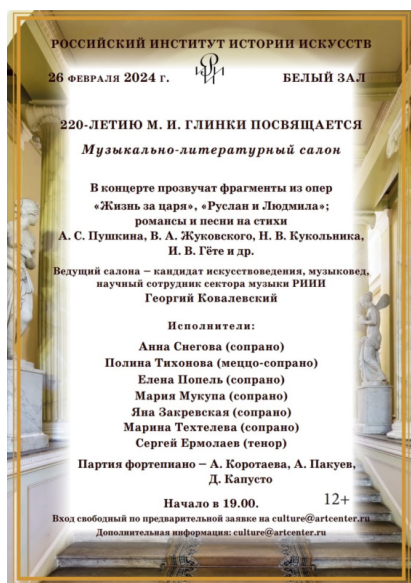 РОССИЙСКИЙ ИНСТИТУТ ИСТОРИИ ИСКУССТВ
26 ФЕВРАЛЯ 2024 Г.
БЕЛЫЙ ЗАЛ
220-ЛЕТИЮ М. И. ГЛИНКИ ПОСВЯЩАЕТСЯ
Музыкально-литературный салон
В концерте прозвучат фрагменты из опер
«Жизнь за царя», «Руслан и Людмила»;
романсы и песни на стихи
А. С. Пушкина, В. А. Жуковского, Н. В. Кукольника,
И. В. Гёте и др.
Ведущий салона – кандидат искусствоведения, музыковед,
научный сотрудник сектора музыки РИИИ
Георгий Ковалевский
Исполнители:
Анна Снегова (сопрано)
Полина Тихонова (меццо-сопрано)
Елена Попель (сопрано)
Мария Мукупа (сопрано)
Яна Закревская (сопрано)
Марина Техтелева (сопрано)
Сергей Ермолаев (тенор)
Партия фортепиано – А. Коротаева, А. Пакуев,
Д. Капусто
Начало в 19.00.
12+
Вход свободный по предварительной заявке на culture@artcenter.ru
Дополнительная информация: culture@artcenter.ru